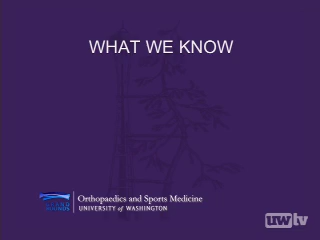 WHAT WE KNOW
Orthopaedics and Sports Medicine
UNIVERSITY of WASHINGTON
uwtv